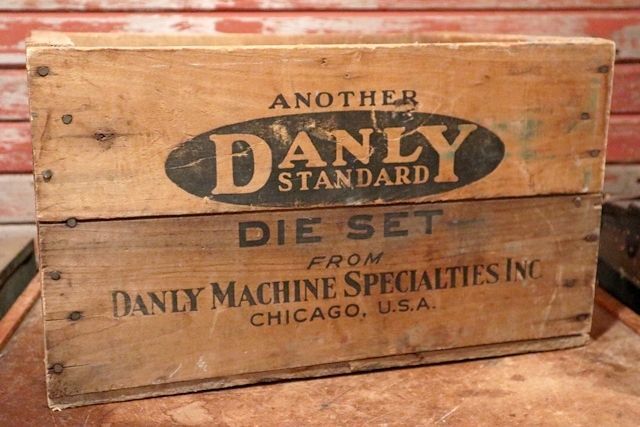 ANOTHER
DANLY
STANDARD
DIE SET
FROM
DANLY MACHINE SPECIALTIES INC
CHICAGO, U.S.A.